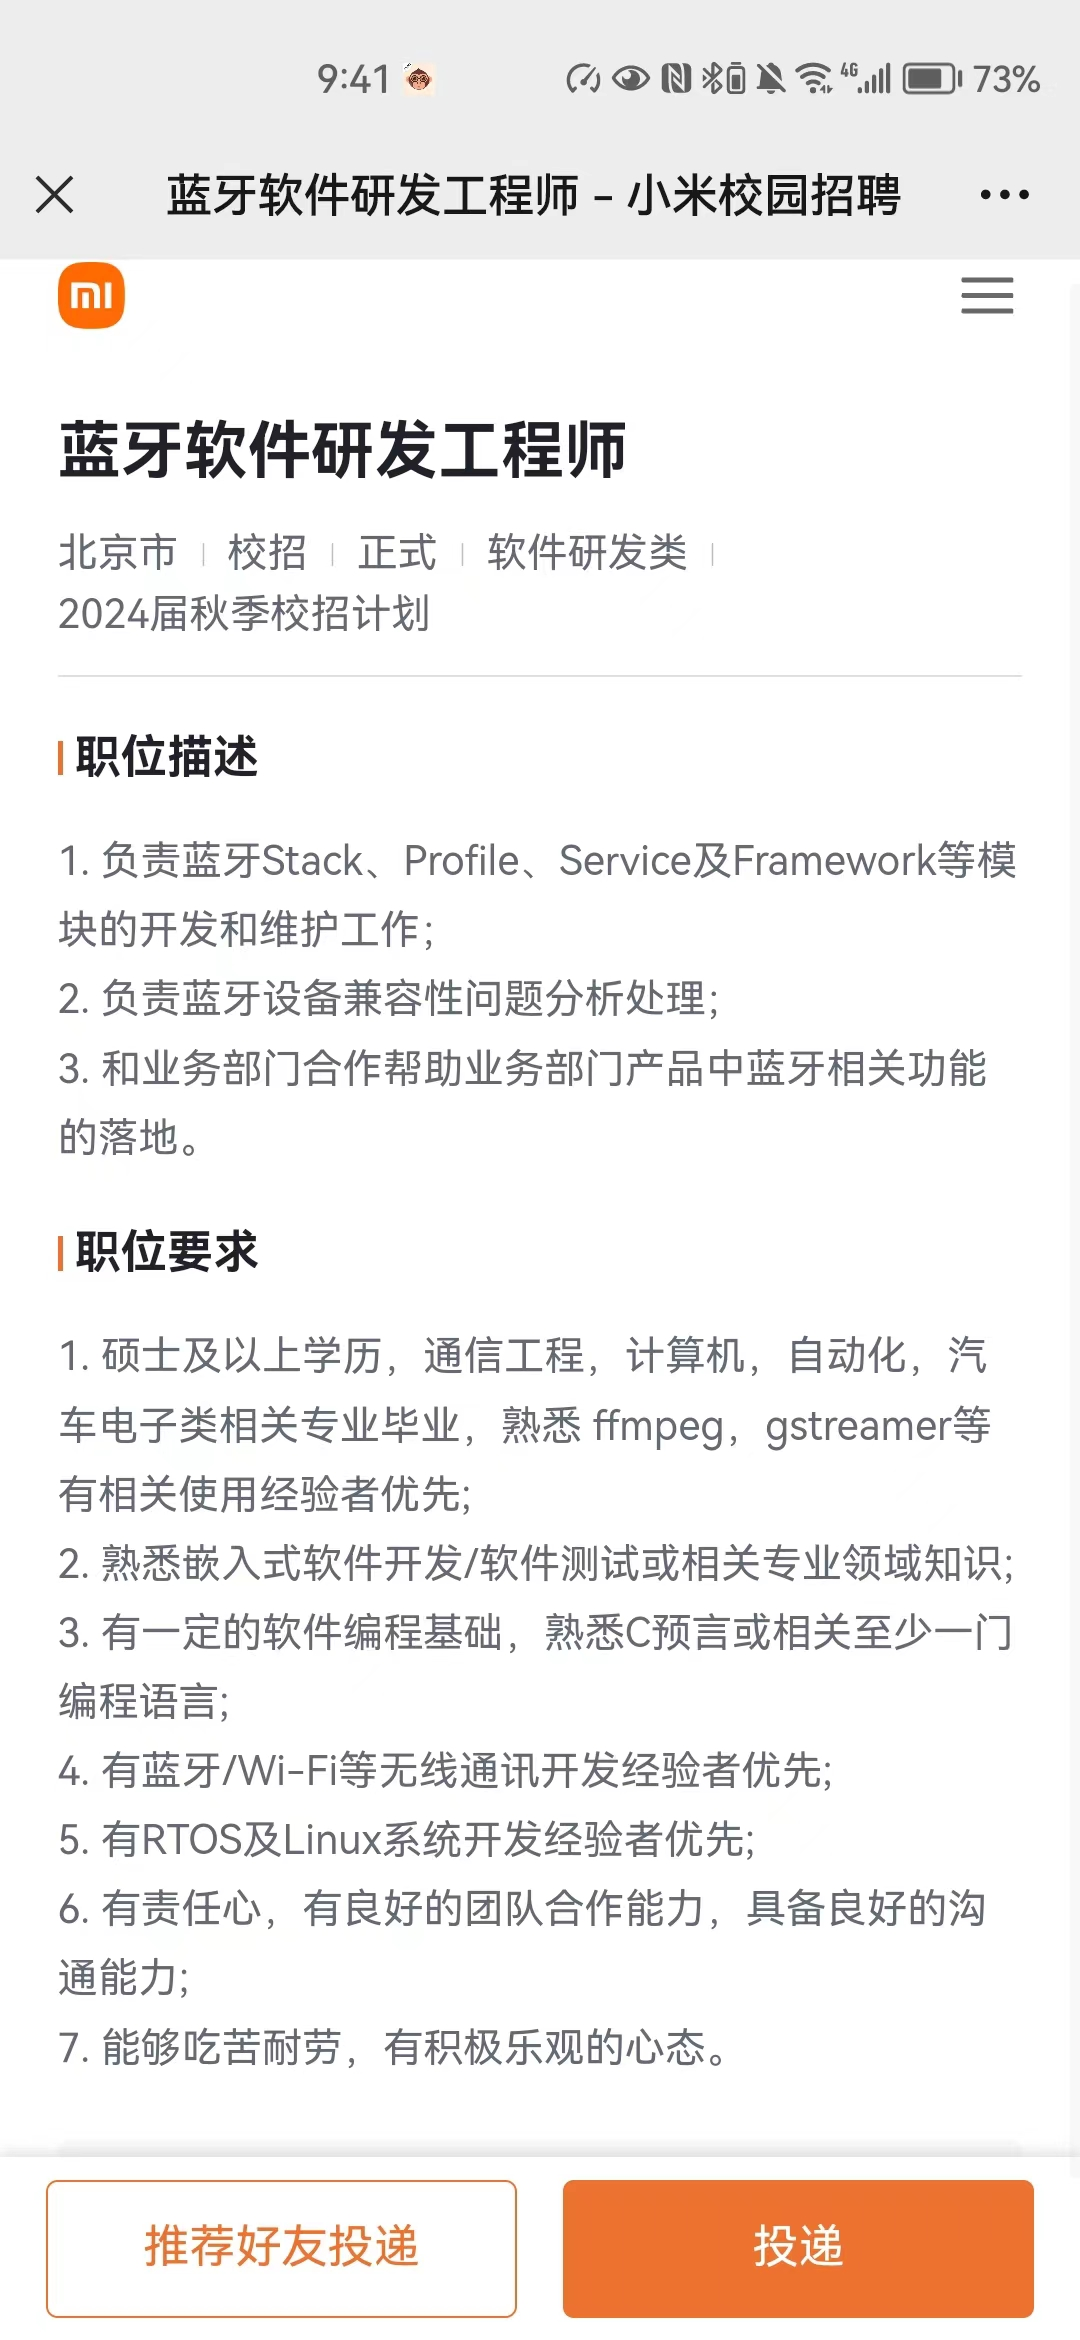 9:41
4G
73%
蓝牙软件研发工程师 - 小米校园招聘
mi
蓝牙软件研发工程师
北京市 | 校招 | 正式 | 软件研发类 |
2024届秋季校招计划
职位描述
1. 负责蓝牙Stack、Profile、Service及Framework等模
块的开发和维护工作;
2. 负责蓝牙设备兼容性问题分析处理;
3. 和业务部门合作帮助业务部门产品中蓝牙相关功能
的落地。
职位要求
1. 硕士及以上学历，通信工程，计算机，自动化，汽
车电子类相关专业毕业，熟悉 ffmpeg，gstreamer等
有相关使用经验者优先;
2. 熟悉嵌入式软件开发/软件测试或相关专业领域知识;
3. 有一定的软件编程基础，熟悉C预言或相关至少一门
编程语言;
4. 有蓝牙/Wi-Fi等无线通讯开发经验者优先;
5. 有RTOS及Linux系统开发经验者优先;
6. 有责任心，有良好的团队合作能力，具备良好的沟
通能力;
7. 能够吃苦耐劳，有积极乐观的心态。
推荐好友投递
投递